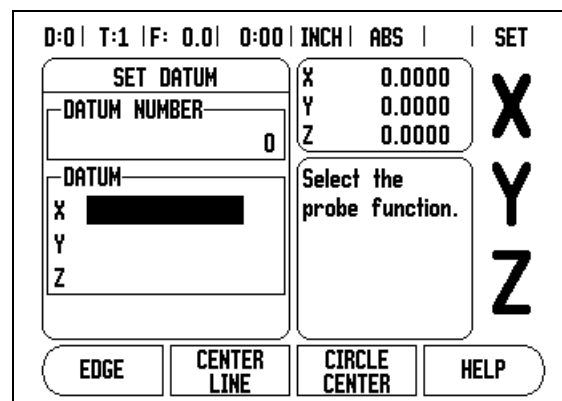 D:0 | T:1 | F: 0.0 | 0:00 | INCH | ABS | | SET
SET DATUM
DATUM NUMBER
0
DATUM
X
Y
Z
X 0.0000
Y 0.0000
Z 0.0000
Select the
probe function.
X
Y
Z
EDGE
CENTER
LINE
CIRCLE
CENTER
HELP